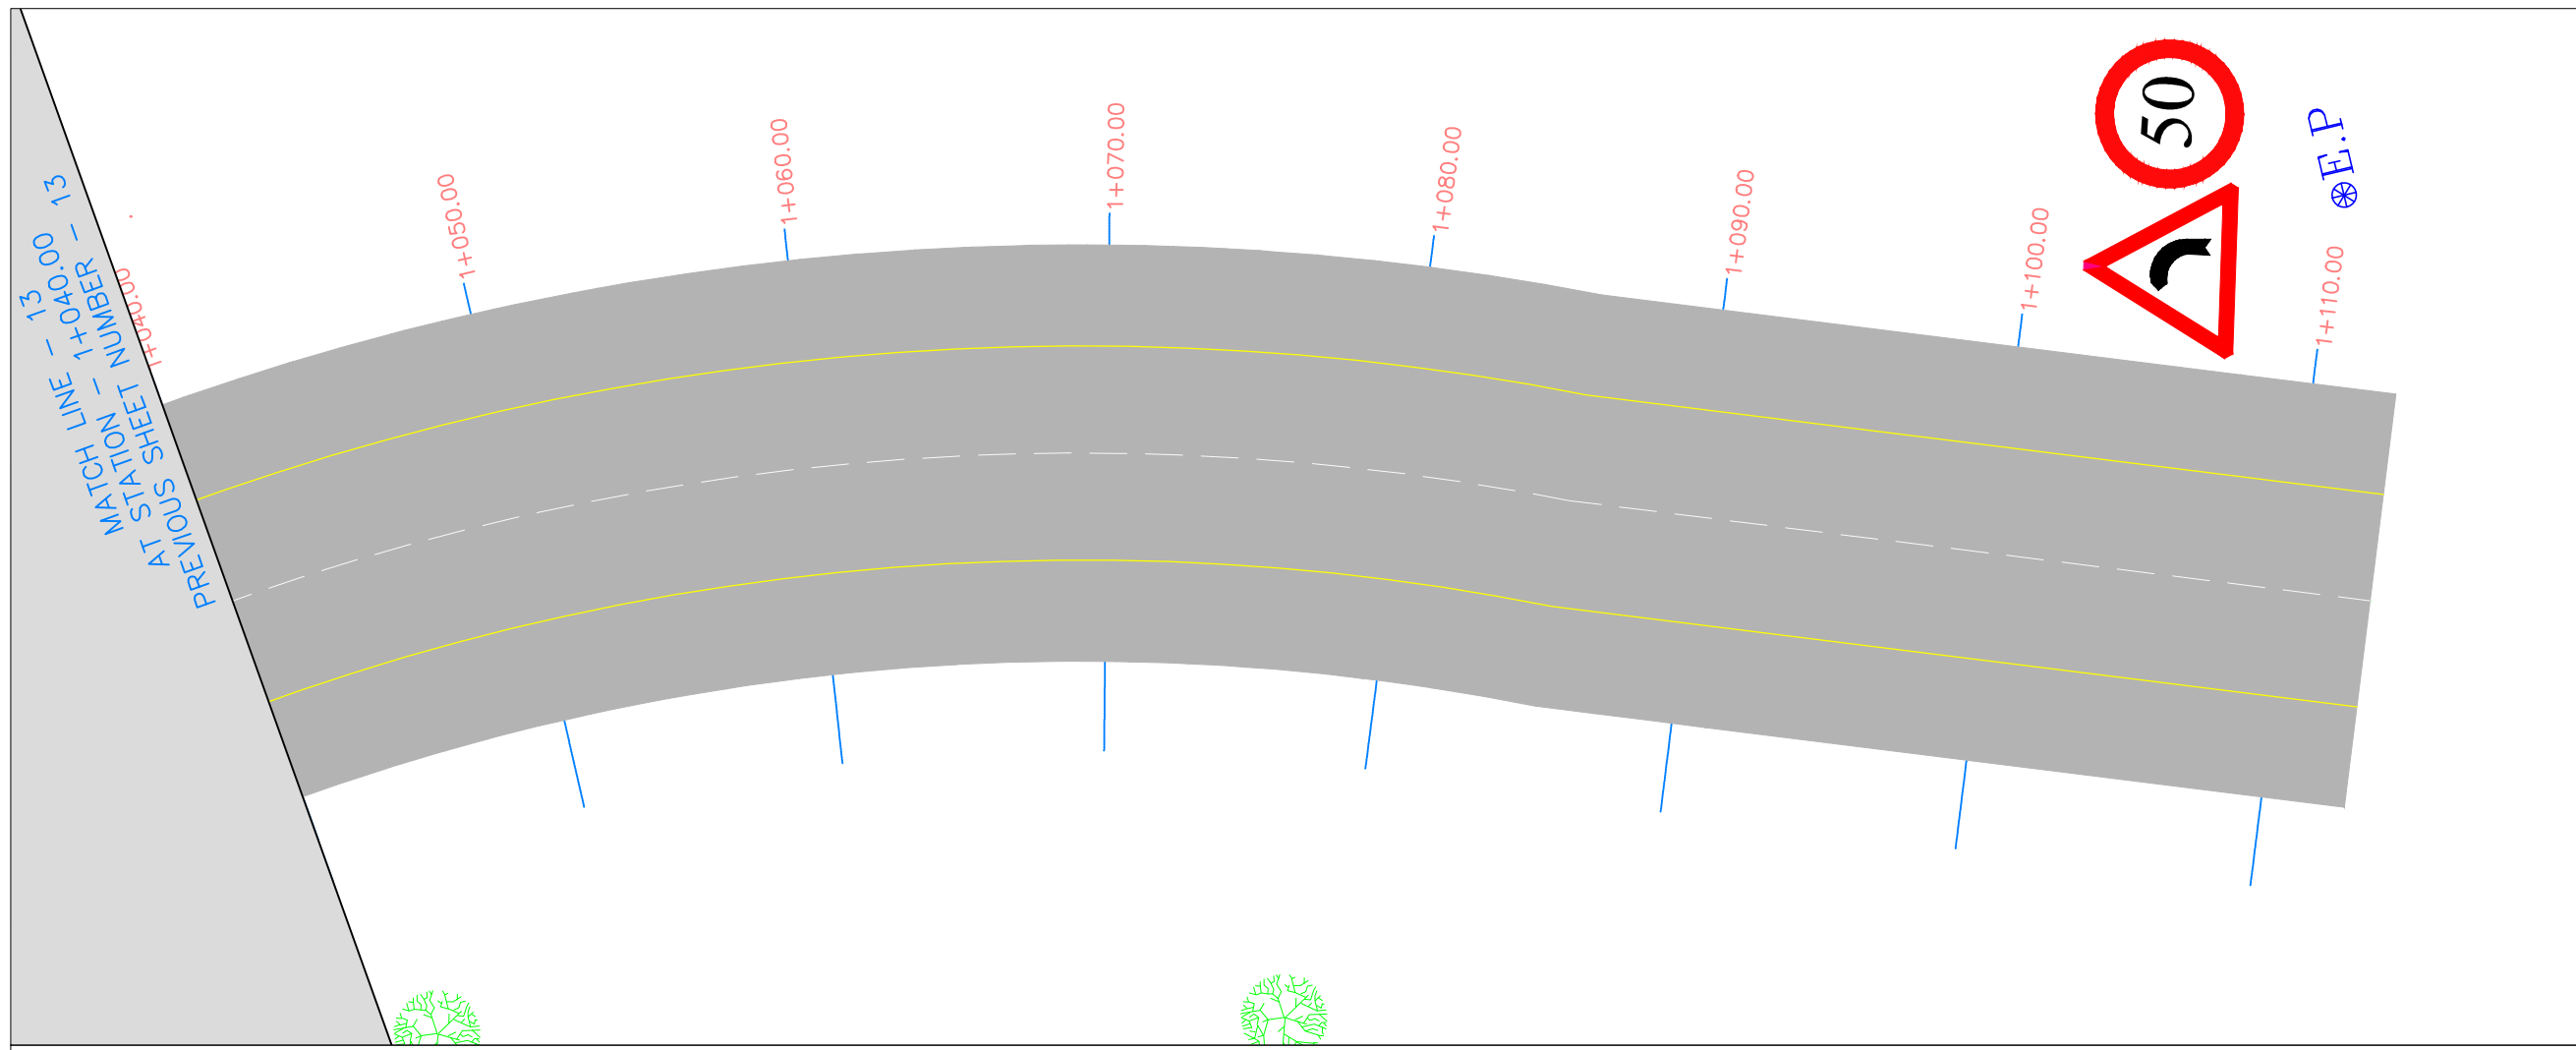 MATCH LINE - 13
AT STATION - 1+040.00
PREVIOUS SHEET NUMBER - 13
1+040.00
1+050.00
1+060.00
1+070.00
1+080.00
1+090.00
1+100.00
1+110.00
50
E.P